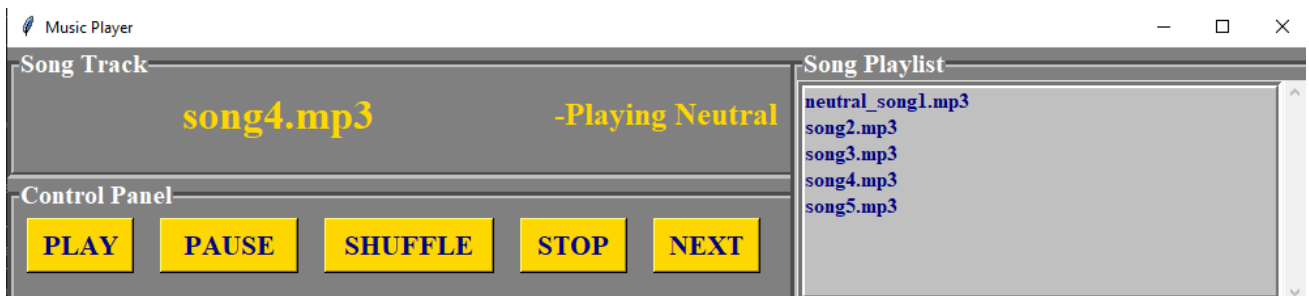 Music Player
Song Track
song4.mp3 -Playing Neutral
Control Panel
PLAY PAUSE SHUFFLE STOP NEXT
Song Playlist
neutral_song1.mp3
song2.mp3
song3.mp3
song4.mp3
song5.mp3